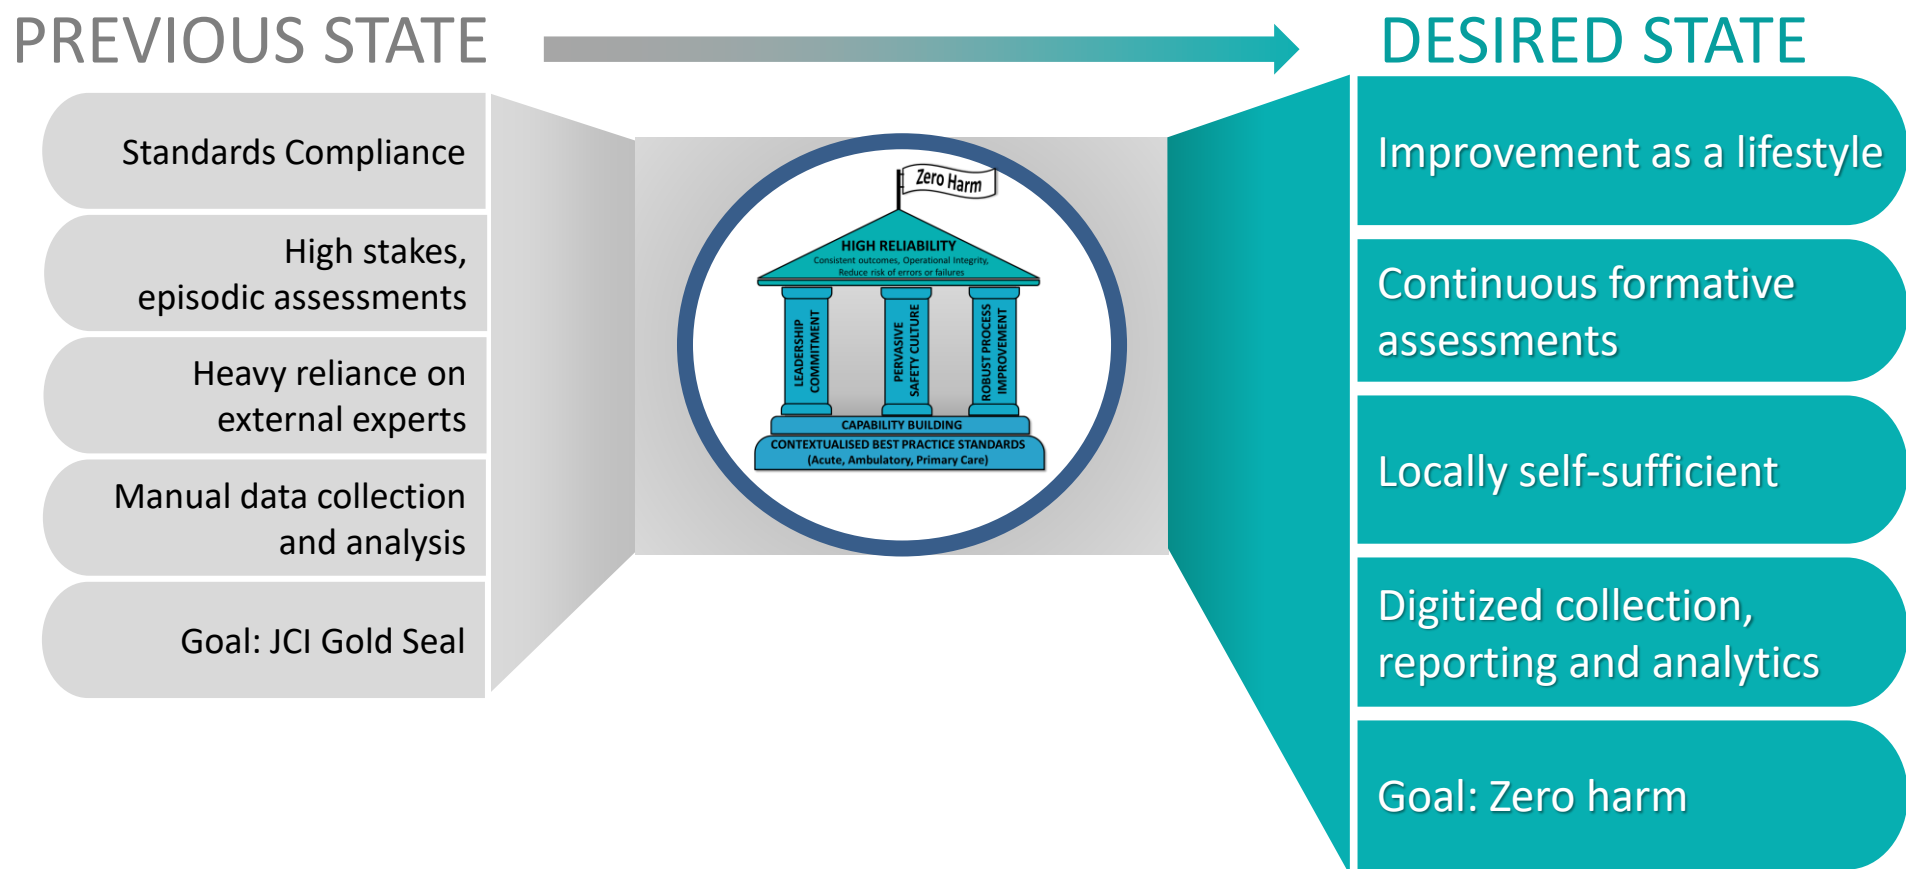 PREVIOUS STATE
DESIRED STATE
Standards Compliance
High stakes,
episodic assessments
Heavy reliance on
external experts
Manual data collection
and analysis
Goal: JCI Gold Seal
Zero Harm
HIGH RELIABILITY
Consistent outcomes, Operational Integrity,
Reduce risk of errors or failures
LEADERSHIP
COMMITMENT
PERVASIVE
SAFETY CULTURE
ROBUST PROCESS
IMPROVEMENT
CAPABILITY BUILDING
CONTEXTUALISED BEST PRACTICE STANDARDS
(Acute, Ambulatory, Primary Care)
Improvement as a lifestyle
Continuous formative
assessments
Locally self-sufficient
Digitized collection,
reporting and analytics
Goal: Zero harm